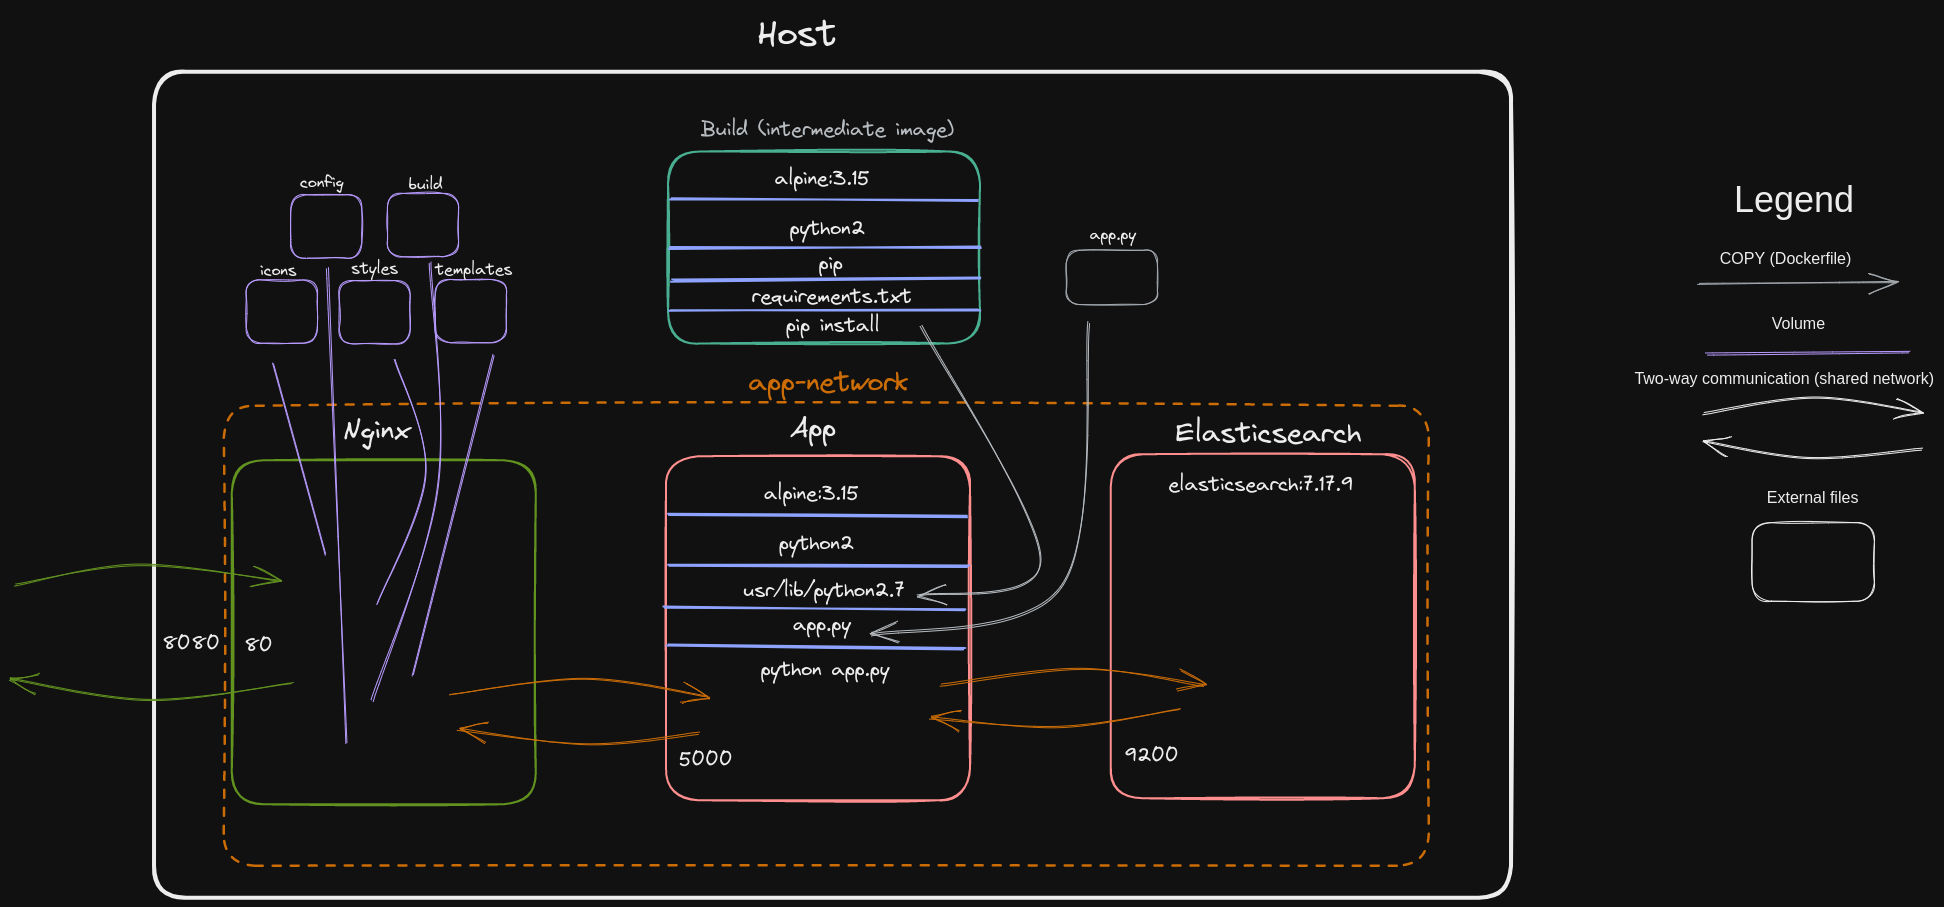 Host
Build (intermediate image)
alpine:3.15
python2
pip
requirements.txt
pip install
config
build
icons
styles
templates
app.py
app-network
Nginx
8080
80
App
alpine:3.15
python2
usr/lib/python2.7
app.py
python app.py
5000
Elasticsearch
elasticsearch:7.17.9
9200
Legend
COPY (Dockerfile)
Volume
Two-way communication (shared network)
External files